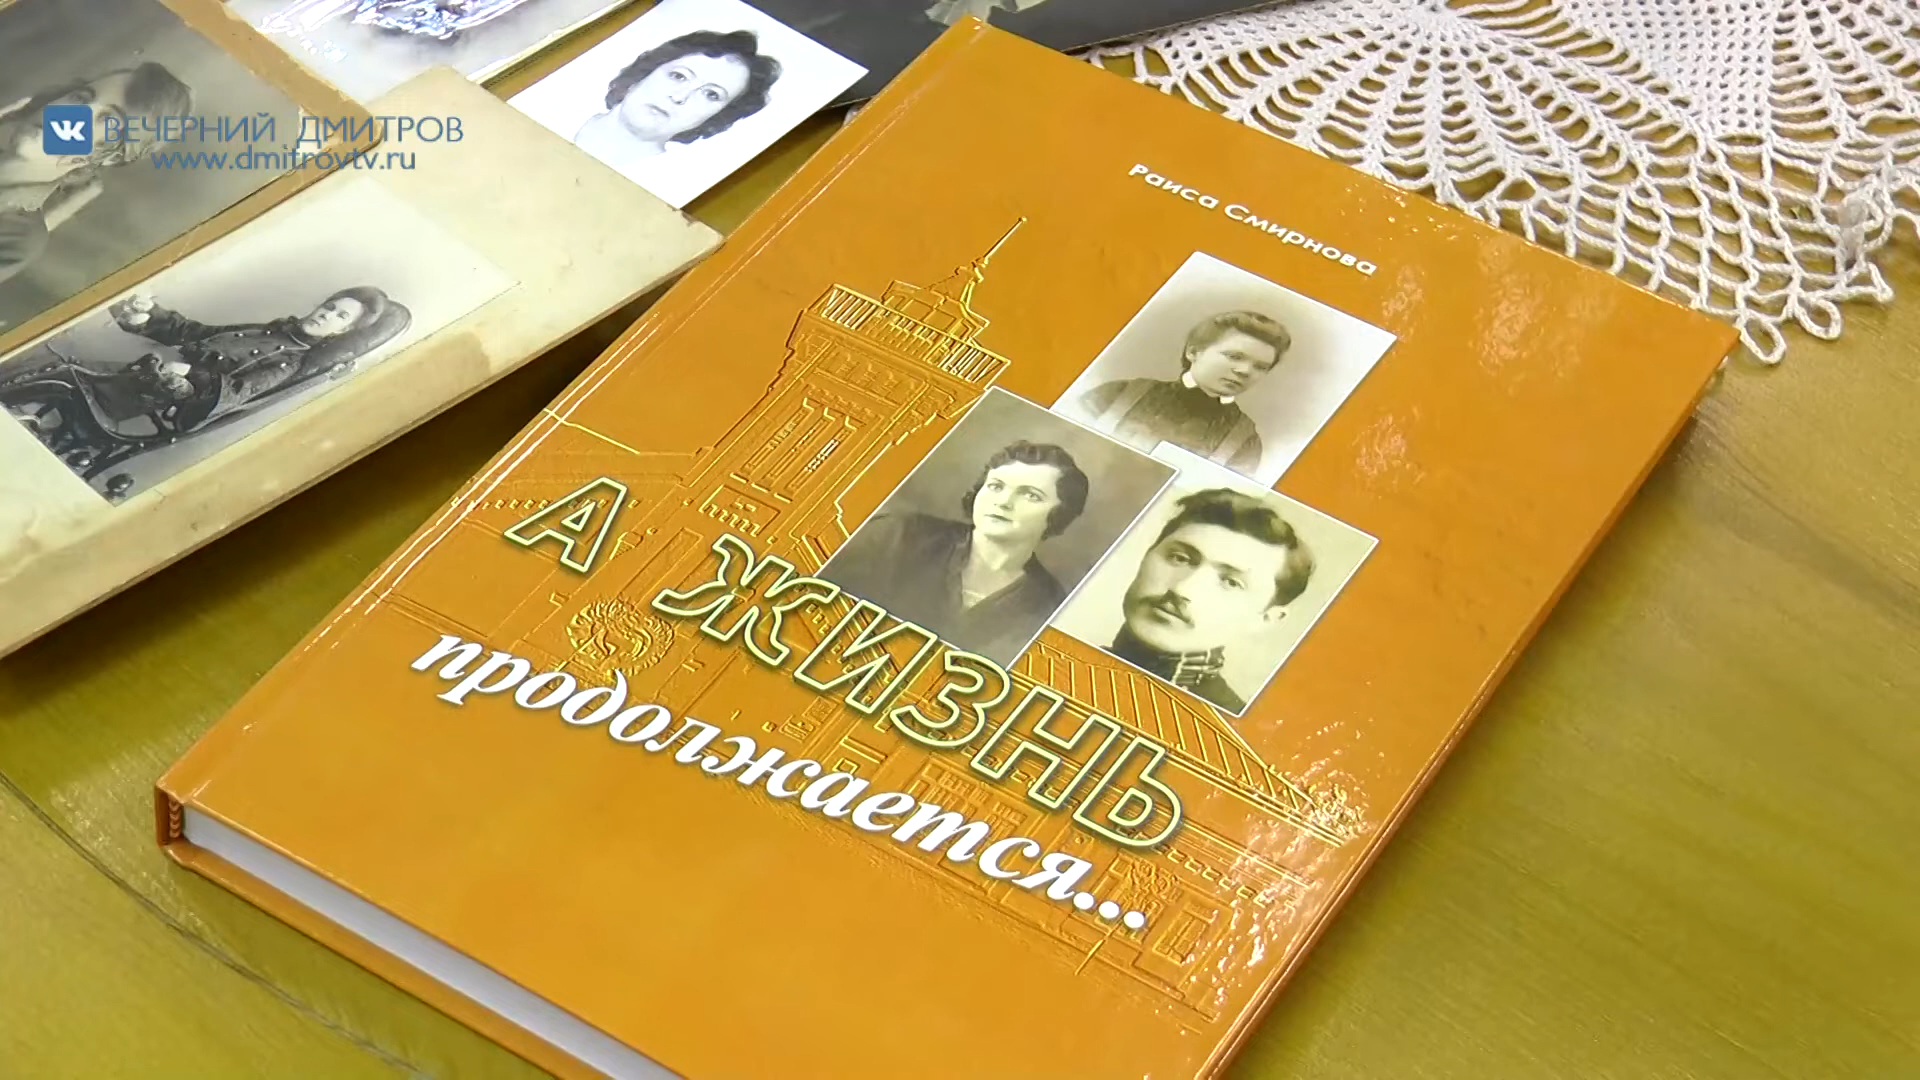 ВЕЧЕРНИЙ ДМИТРОВ
www.dmitrovtv.ru
Раиса Смирнова
А ЖИЗНЬ
продолжается...